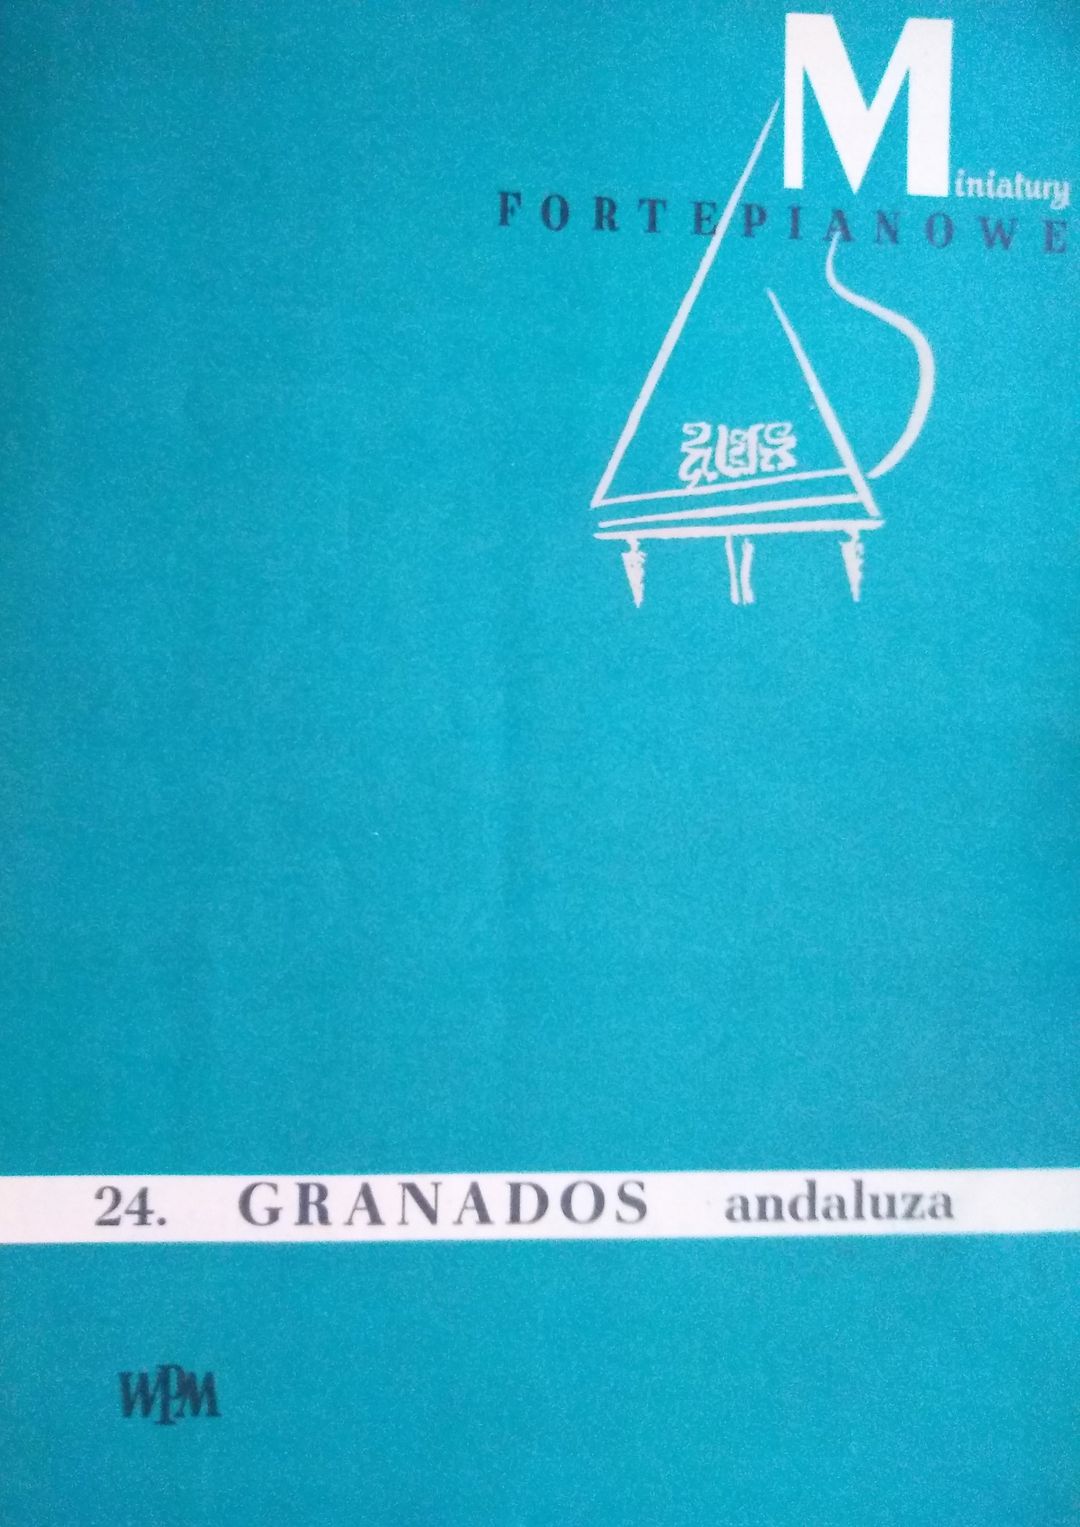 Miniatury
FORTEPIANOWE
24. GRANADOS andaluza
WPM